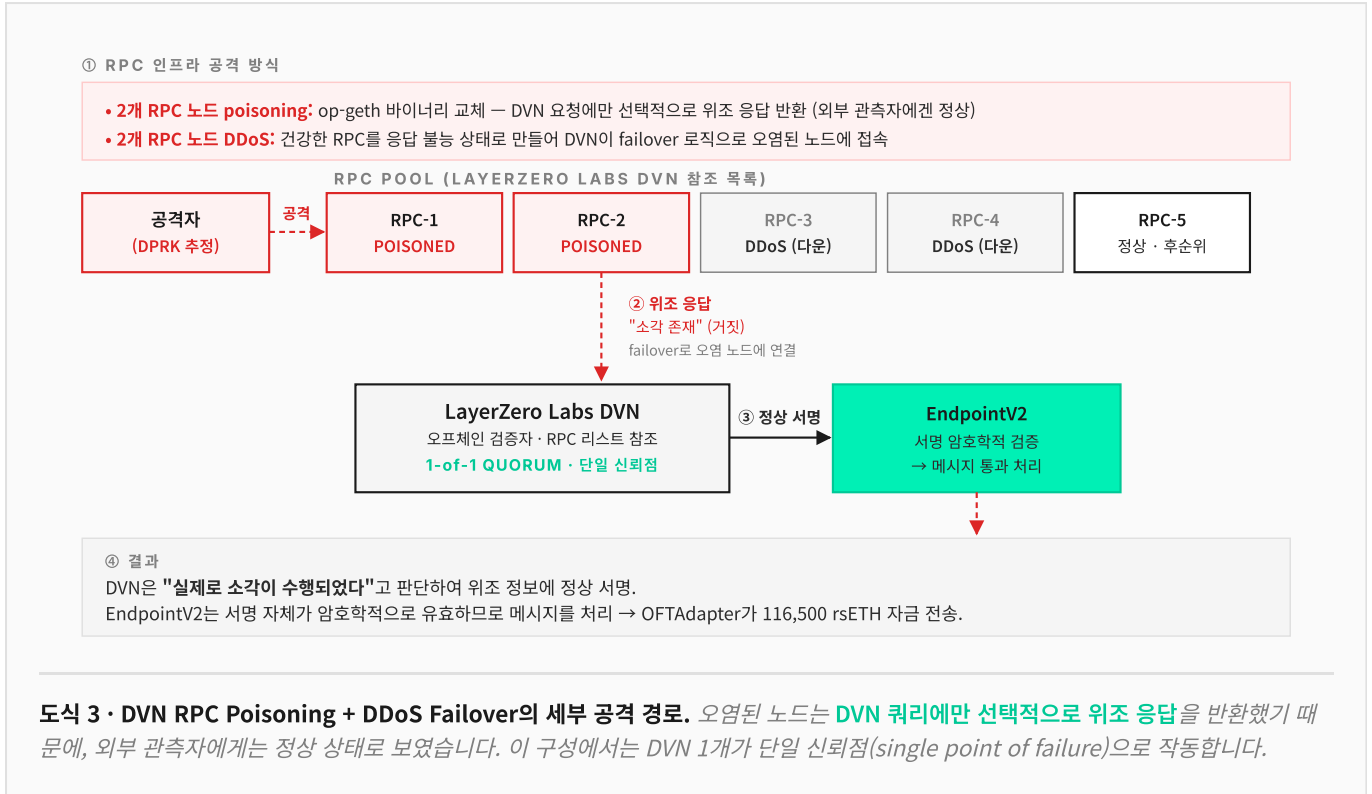 ① RPC 인프라 공격 방식
• 2개 RPC 노드 poisoning: op-geth 바이너리 교체 — DVN 요청에만 선택적으로 위조 응답 반환 (외부 관측자에겐 정상)
• 2개 RPC 노드 DDoS: 건강한 RPC를 응답 불능 상태로 만들어 DVN이 failover 로직으로 오염된 노드에 접속
RPC POOL (LAYERZERO LABS DVN 참조 목록)
공격자
(DPRK 추정)
공격
RPC-1
POISONED
RPC-2
POISONED
RPC-3
DDoS (다운)
RPC-4
DDoS (다운)
RPC-5
정상 · 후순위
② 위조 응답
"소각 존재" (거짓)
failover로 오염 노드에 연결
LayerZero Labs DVN
오프체인 검증자 · RPC 리스트 참조
1-of-1 QUORUM · 단일 신뢰점
③ 정상 서명
EndpointV2
서명 암호학적 검증
→ 메시지 통과 처리
④ 결과
DVN은 "실제로 소각이 수행되었다"고 판단하여 위조 정보에 정상 서명.
EndpointV2는 서명 자체가 암호학적으로 유효하므로 메시지를 처리 → OFTAdapter가 116,500 rsETH 자금 전송.
도식 3 · DVN RPC Poisoning + DDoS Failover의 세부 공격 경로. 오염된 노드는 DVN 쿼리에만 선택적으로 위조 응답을 반환했기 때
문에, 외부 관측자에게는 정상 상태로 보였습니다. 이 구성에서는 DVN 1개가 단일 신뢰점(single point of failure)으로 작동합니다.